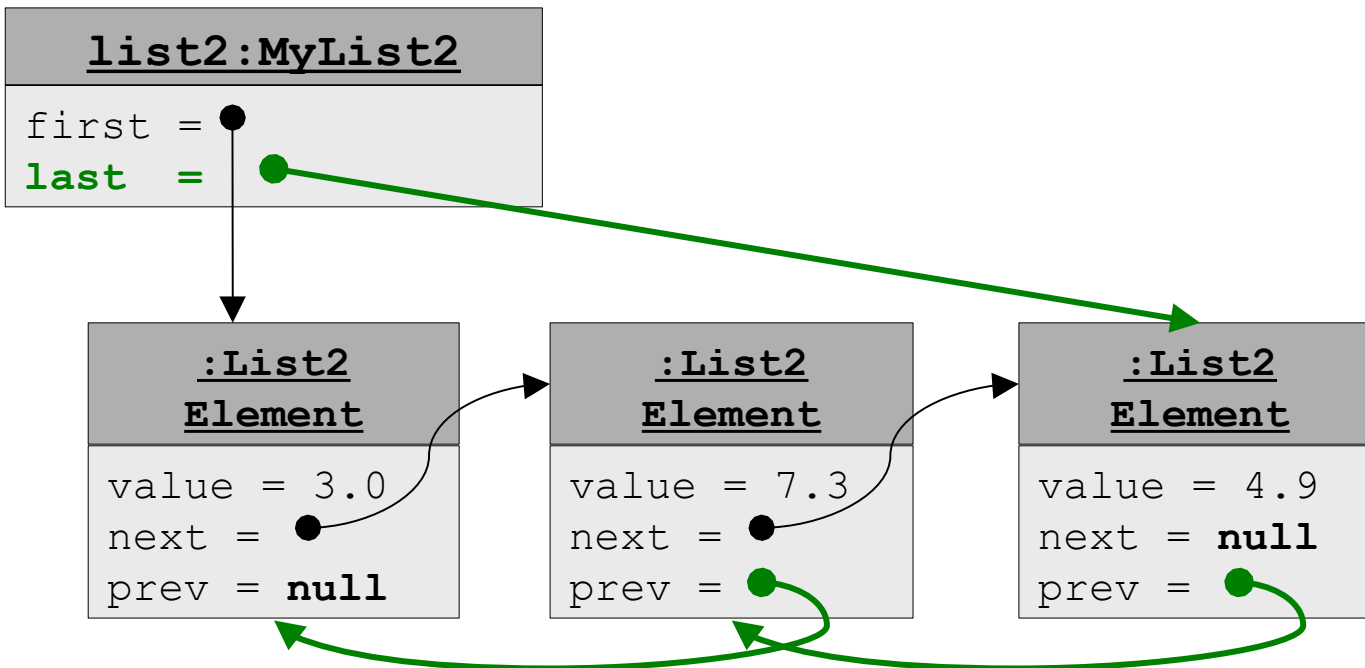 list2:MyList2
first =
last =
:List2
Element
value = 3.0
next =
prev = null
:List2
Element
value = 7.3
next =
prev =
:List2
Element
value = 4.9
next = null
prev =